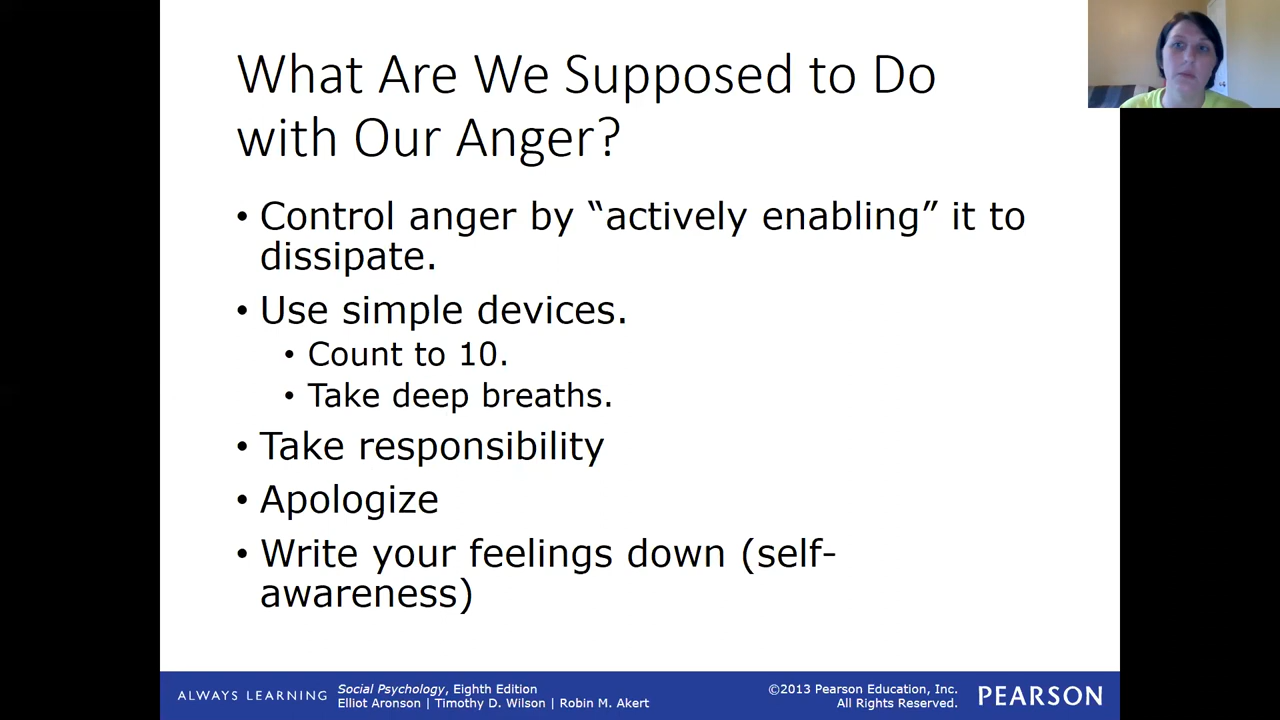 What Are We Supposed to Do
with Our Anger?
• Control anger by “actively enabling” it to
dissipate.
• Use simple devices.
• Count to 10.
• Take deep breaths.
• Take responsibility
• Apologize
• Write your feelings down (self-
awareness)
ALWAYS LEARNING
Social Psychology, Eighth Edition
Elliot Aronson | Timothy D. Wilson | Robin M. Akert
©2013 Pearson Education, Inc.
All Rights Reserved.
PEARSON